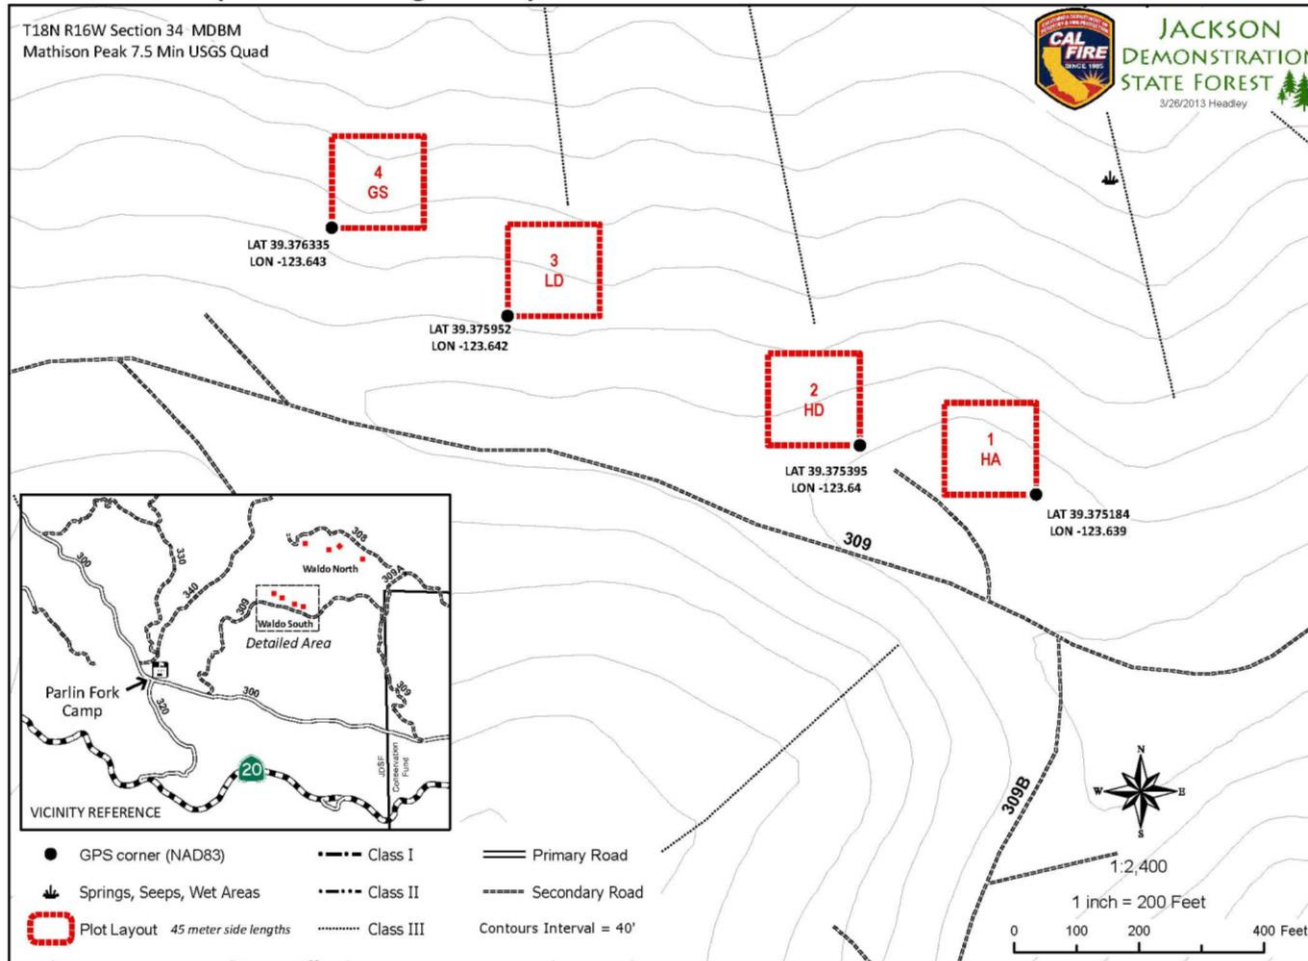 T18N R16W Section 34 MDBM
Mathison Peak 7.5 Min USGS Quad
CAL
FIRE
SINCE 1885
JACKSON
DEMONSTRATION
STATE FOREST
3/26/2013 Headley
4
GS
LAT 39.376335
LON -123.643
3
LD
LAT 39.375952
LON -123.642
2
HD
LAT 39.375395
LON -123.64
1
HA
LAT 39.375184
LON -123.639
309
309B
300
330
340
308
Waldo North
309A
309
Waldo South
Detailed Area
Parlin Fork
Camp
320
300
309
JDSF
Conservation
Fund
20
VICINITY REFERENCE
N
W
E
S
1:2,400
1 inch = 200 Feet
0 100 200 400 Feet
GPS corner (NAD83)
Class I
Primary Road
Springs, Seeps, Wet Areas
Class II
Secondary Road
Plot Layout 45 meter side lengths
Class III
Contours Interval = 40'